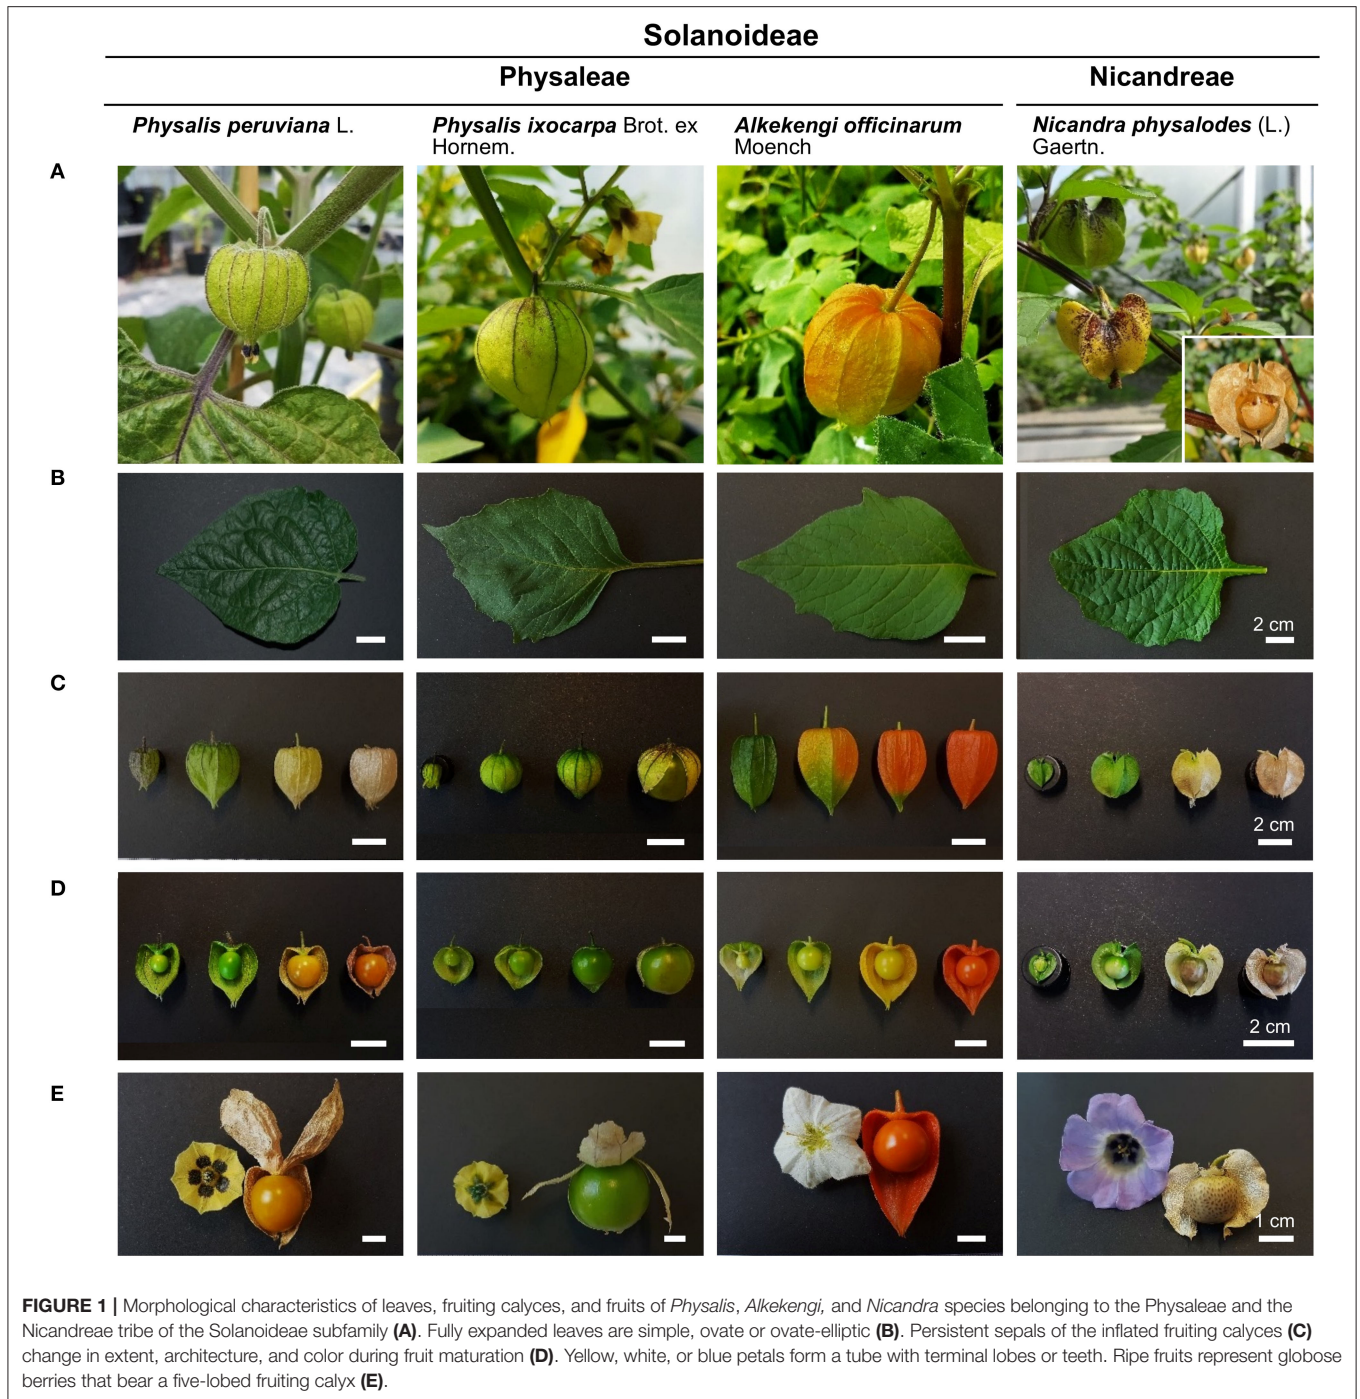 Solanoideae
Physaleae
Nicandreae
Physalis peruviana L.
Physalis ixocarpa Brot. ex
Hornem.
Alkekengi officinarum
Moench
Nicandra physalodes (L.)
Gaertn.
A
B
2 cm
C
2 cm
D
2 cm
E
1 cm
FIGURE 1 | Morphological characteristics of leaves, fruiting calyces, and fruits of Physalis, Alkekengi, and Nicandra species belonging to the Physaleae and the
Nicandreae tribe of the Solanoideae subfamily (A). Fully expanded leaves are simple, ovate or ovate-elliptic (B). Persistent sepals of the inflated fruiting calyces (C)
change in extent, architecture, and color during fruit maturation (D). Yellow, white, or blue petals form a tube with terminal lobes or teeth. Ripe fruits represent globose
berries that bear a five-lobed fruiting calyx (E).